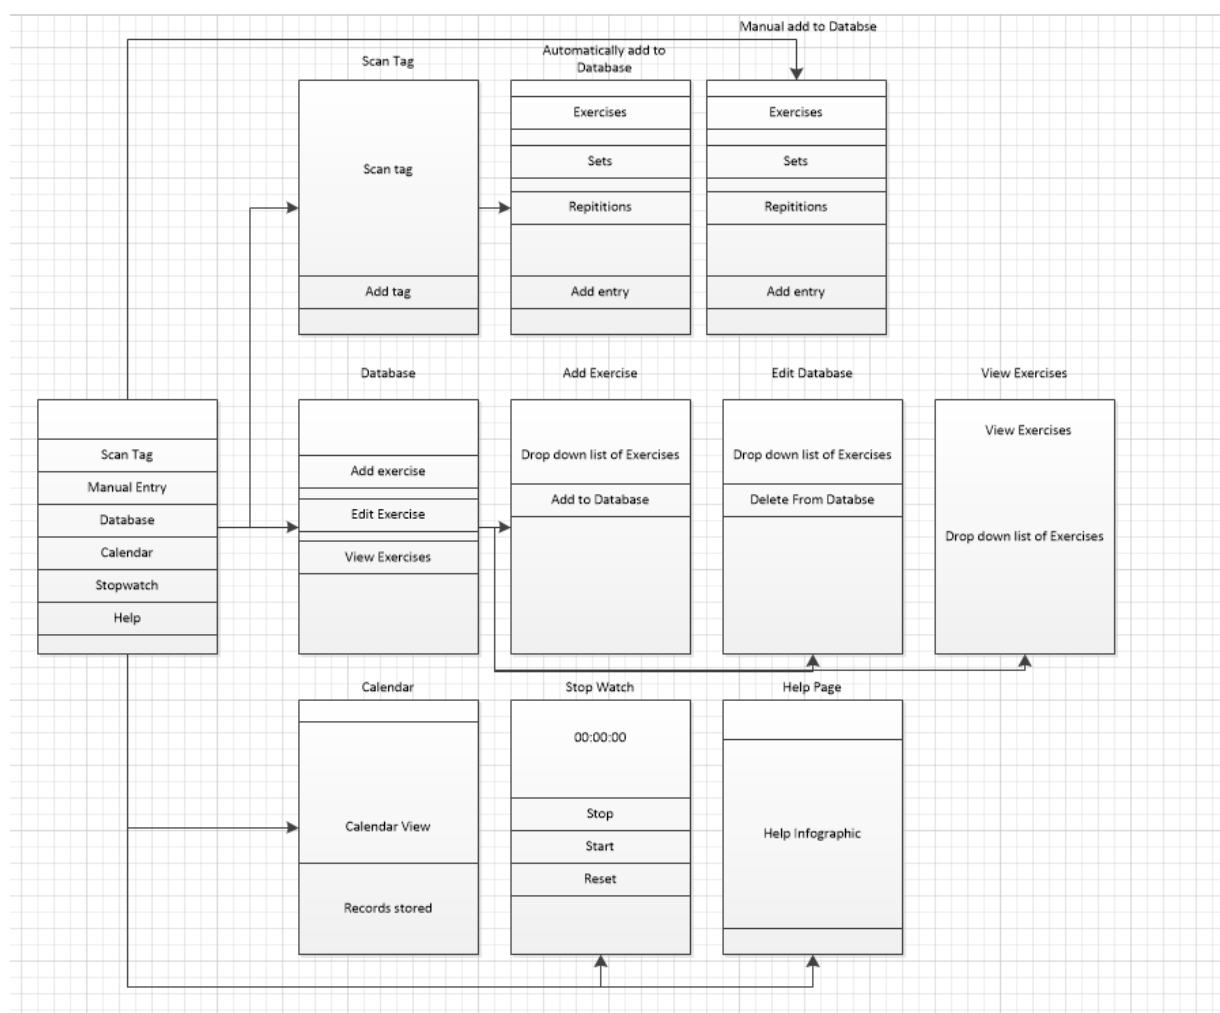 Manual add to Databse
Automatically add to
Database
Scan Tag
Scan tag
Add tag
Exercises
Sets
Repititions
Add entry
Exercises
Sets
Repititions
Add entry
Database
Add Exercise
Edit Database
View Exercises
Scan Tag
Manual Entry
Database
Calendar
Stopwatch
Help
Add exercise
Edit Exercise
View Exercises
Drop down list of Exercises
Add to Database
Drop down list of Exercises
Delete From Databse
View Exercises
Drop down list of Exercises
Calendar
Stop Watch
Help Page
Calendar View
Records stored
00:00:00
Stop
Start
Reset
Help Infographic